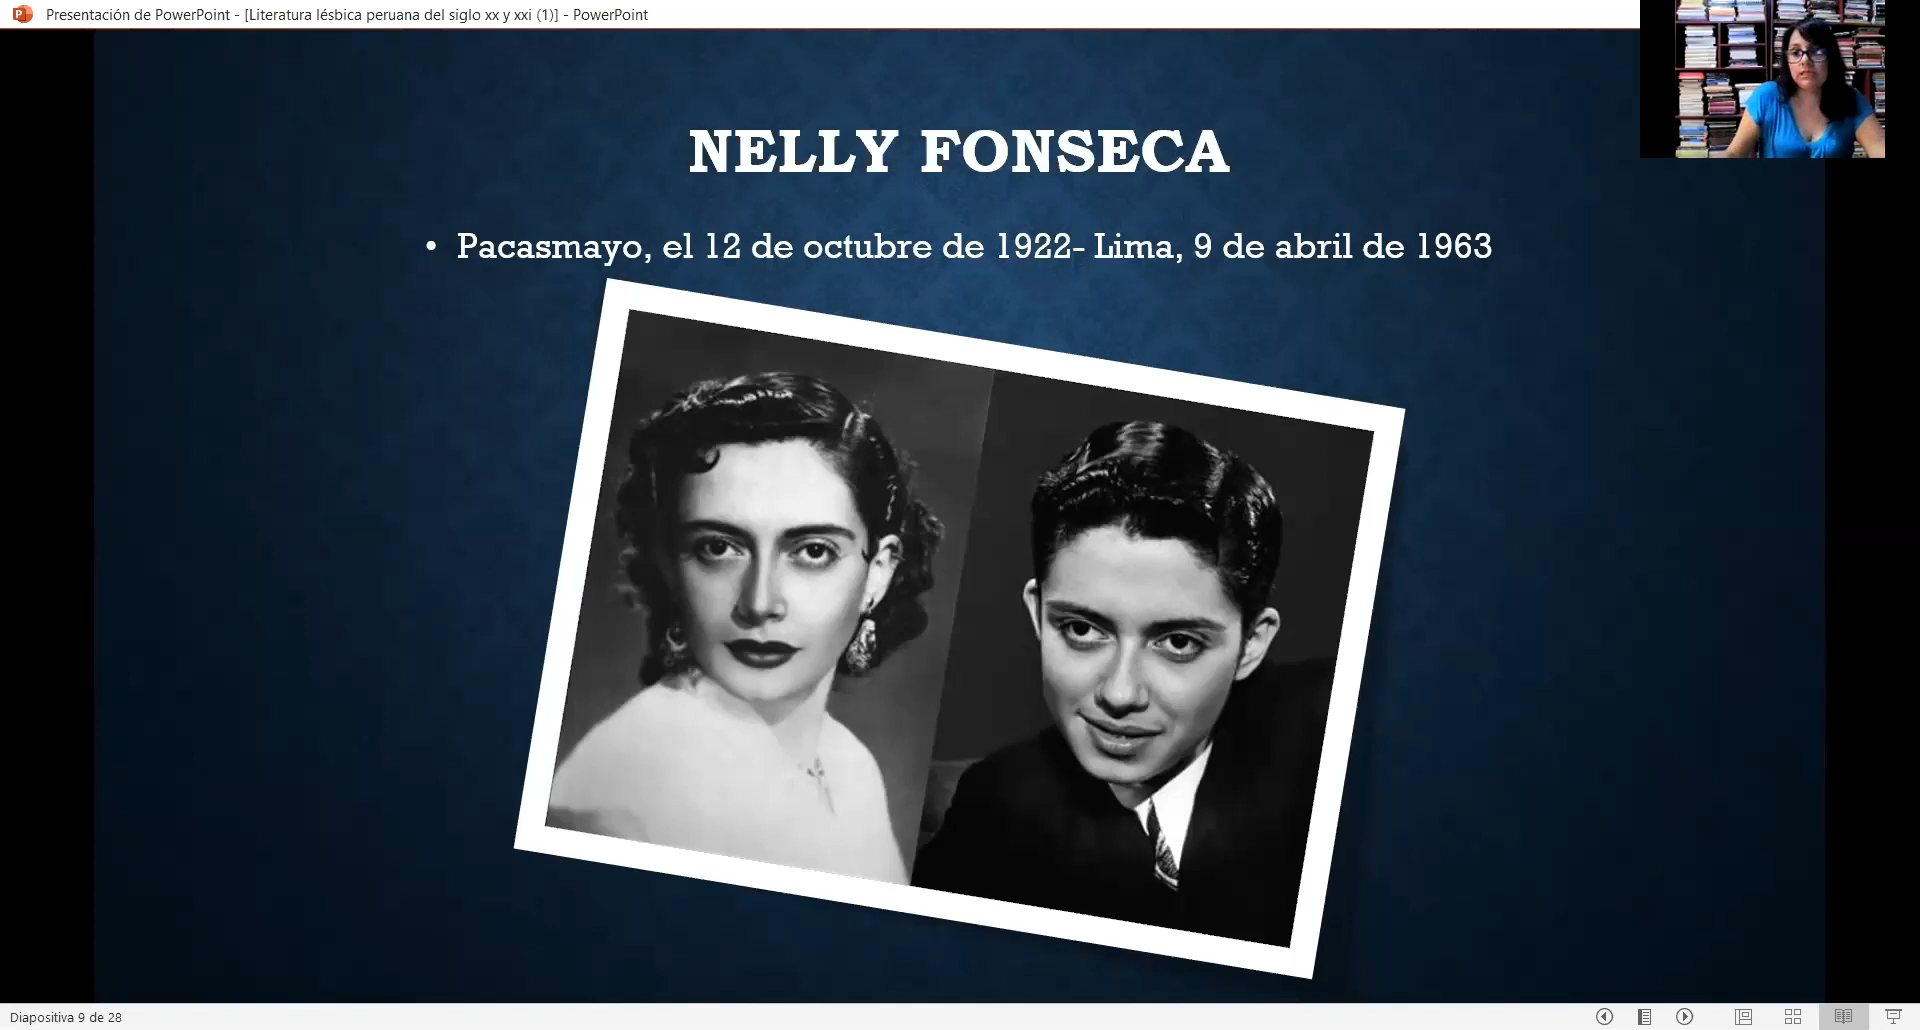 Presentación de PowerPoint - [Literatura lésbica peruana del siglo xx y xxi (1)] - PowerPoint
NELLY FONSECA
• Pacasmayo, el 12 de octubre de 1922- Lima, 9 de abril de 1963
Diapositiva 9 de 28